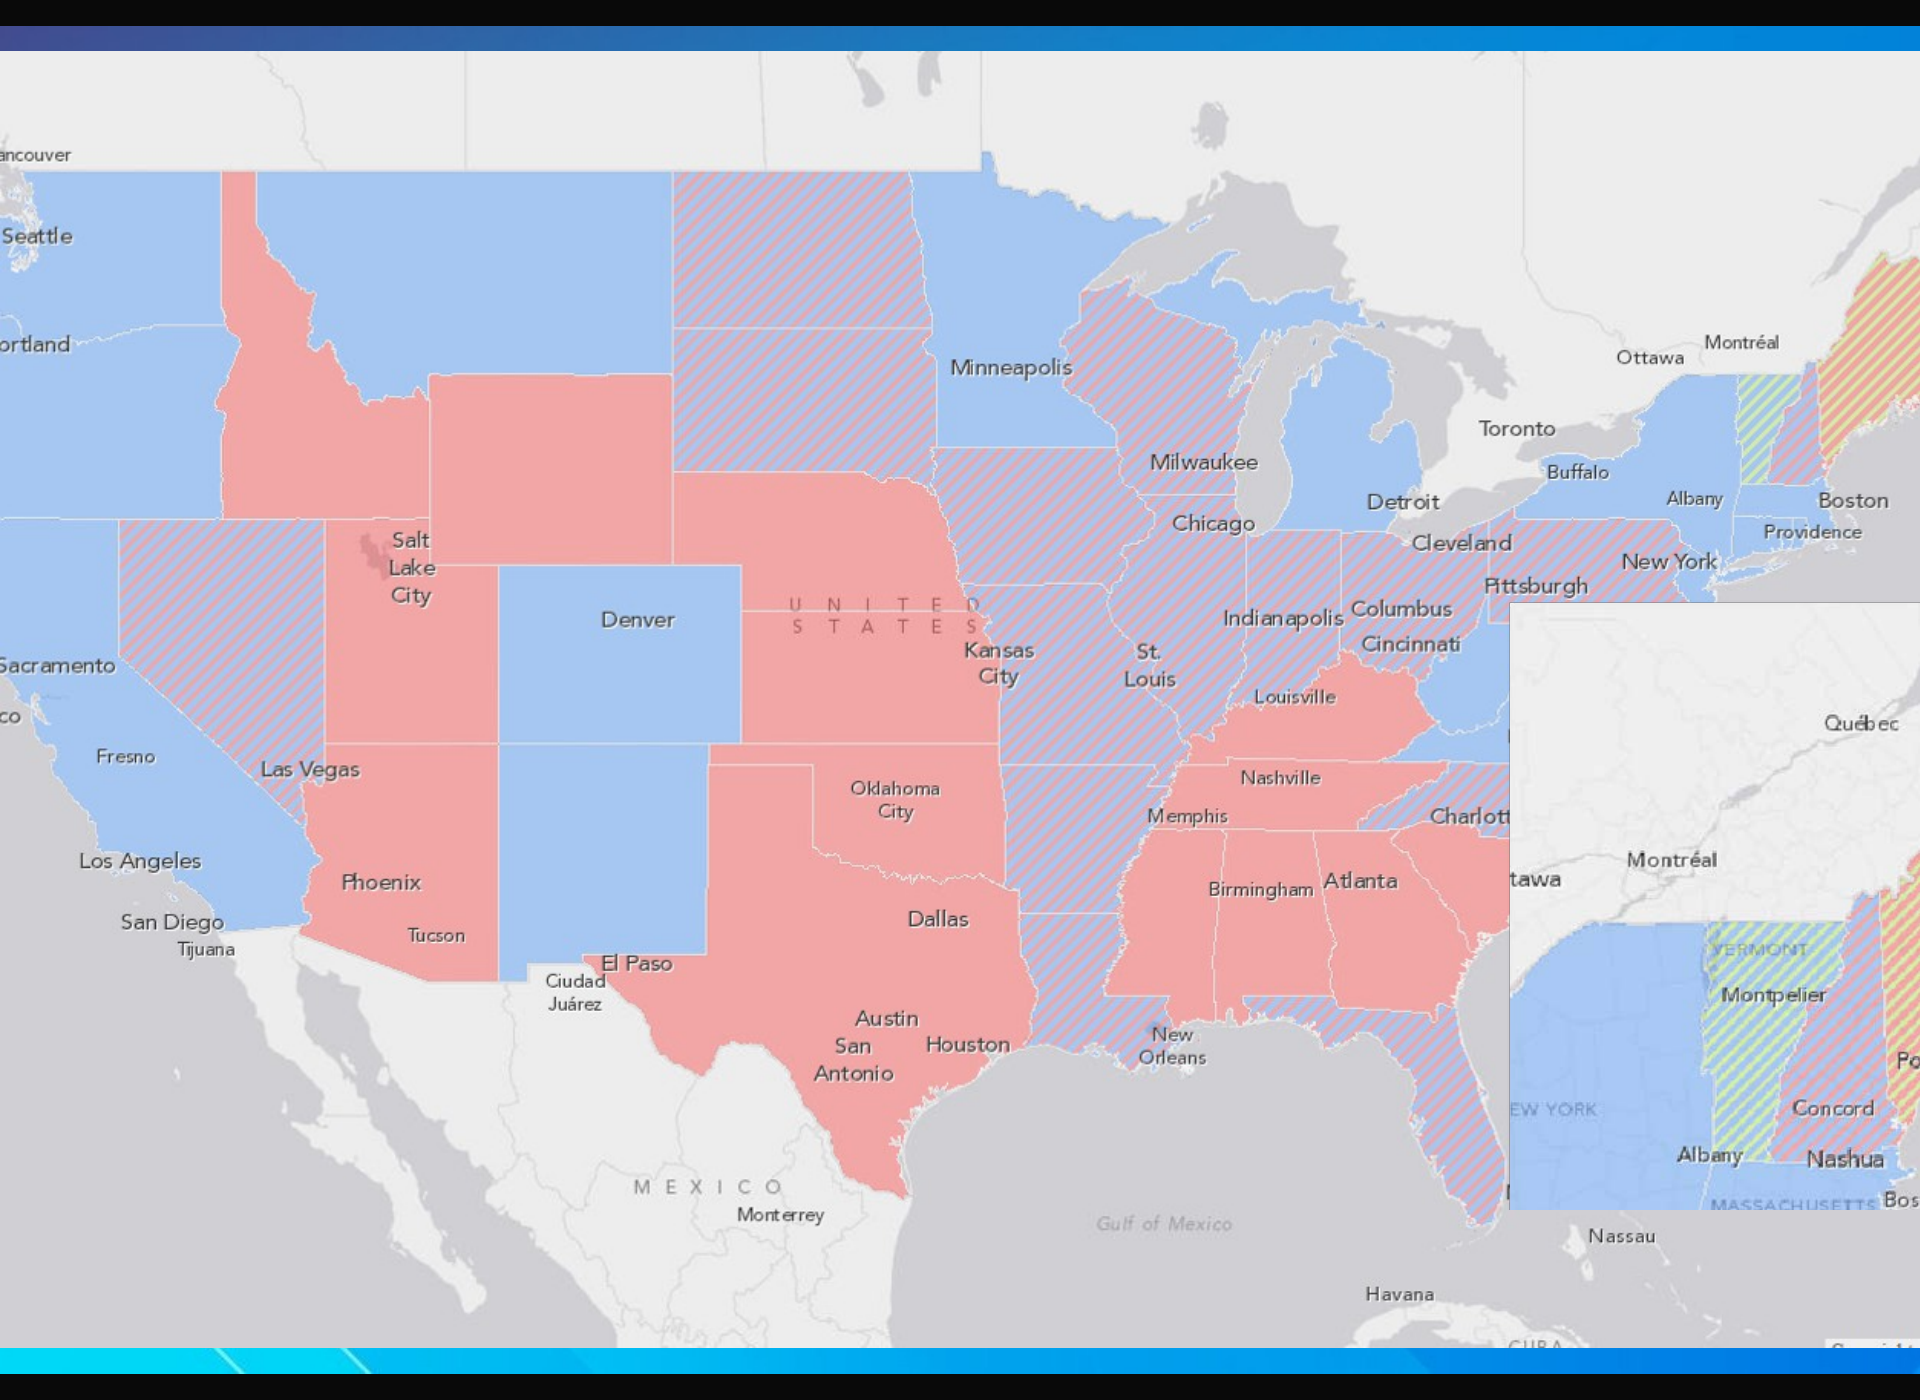 ancouver
Seattle
ortland
Montréal
Ottawa
Minneapolis
Toronto
Milwaukee
Buffalo
Albany
Boston
Detroit
Chicago
Providence
Salt
Lake
City
Cleveland
New York
Pittsburgh
UNITED
STATES
Denver
Indianapolis
Columbus
Cincinnati
Kansas
City
St.
Louis
Sacramento
Louisville
co
Québec
Fresno
Las Vegas
Nashville
Oklahoma
City
Memphis
Charlott
Los Angeles
Phoenix
Birmingham
Atlanta
Montréal
tawa
San Diego
Tijuana
Tucson
Dallas
VERMONT
El Paso
Ciudad
Juárez
Montpelier
Austin
San
Antonio
Houston
New
Orleans
Po
EW YORK
Concord
Albany
Nashua
MEXICO
Monterrey
MASSACHUSETTS
Bos
Gulf of Mexico
Nassau
Havana
CUBA